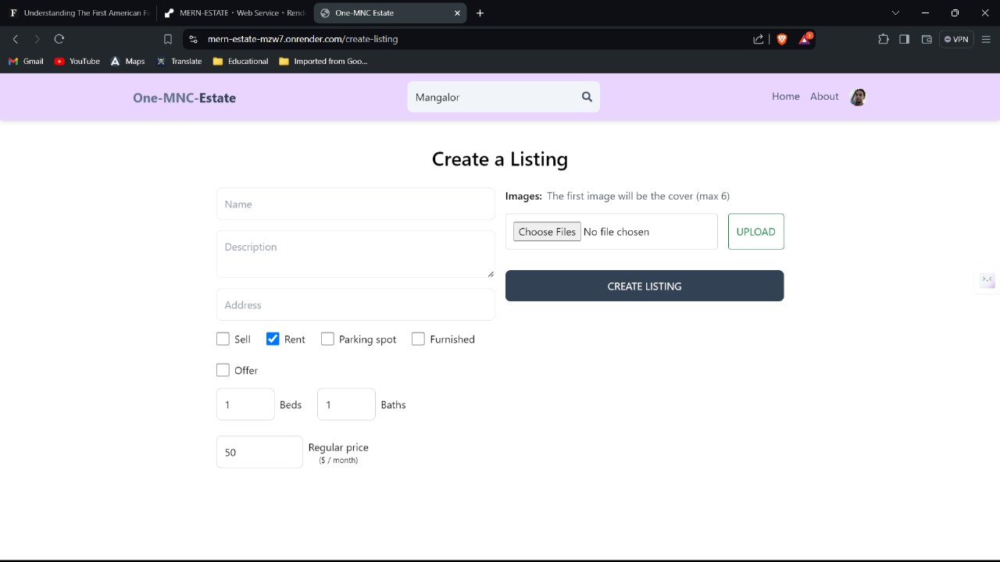 Understanding The First American Fi
MERN-ESTATE · Web Service · Rend
One-MNC Estate
mern-estate-mzw7.onrender.com/create-listing
1
VPN
Gmail
YouTube
Maps
Translate
Educational
Imported from Goo...
One-MNC-Estate
Mangalor
Home
About
Create a Listing
Name
Description
Address
Sell
Rent
Parking spot
Furnished
Offer
1
Beds
1
Baths
50
Regular price
($ / month)
Images: The first image will be the cover (max 6)
Choose Files No file chosen
UPLOAD
CREATE LISTING